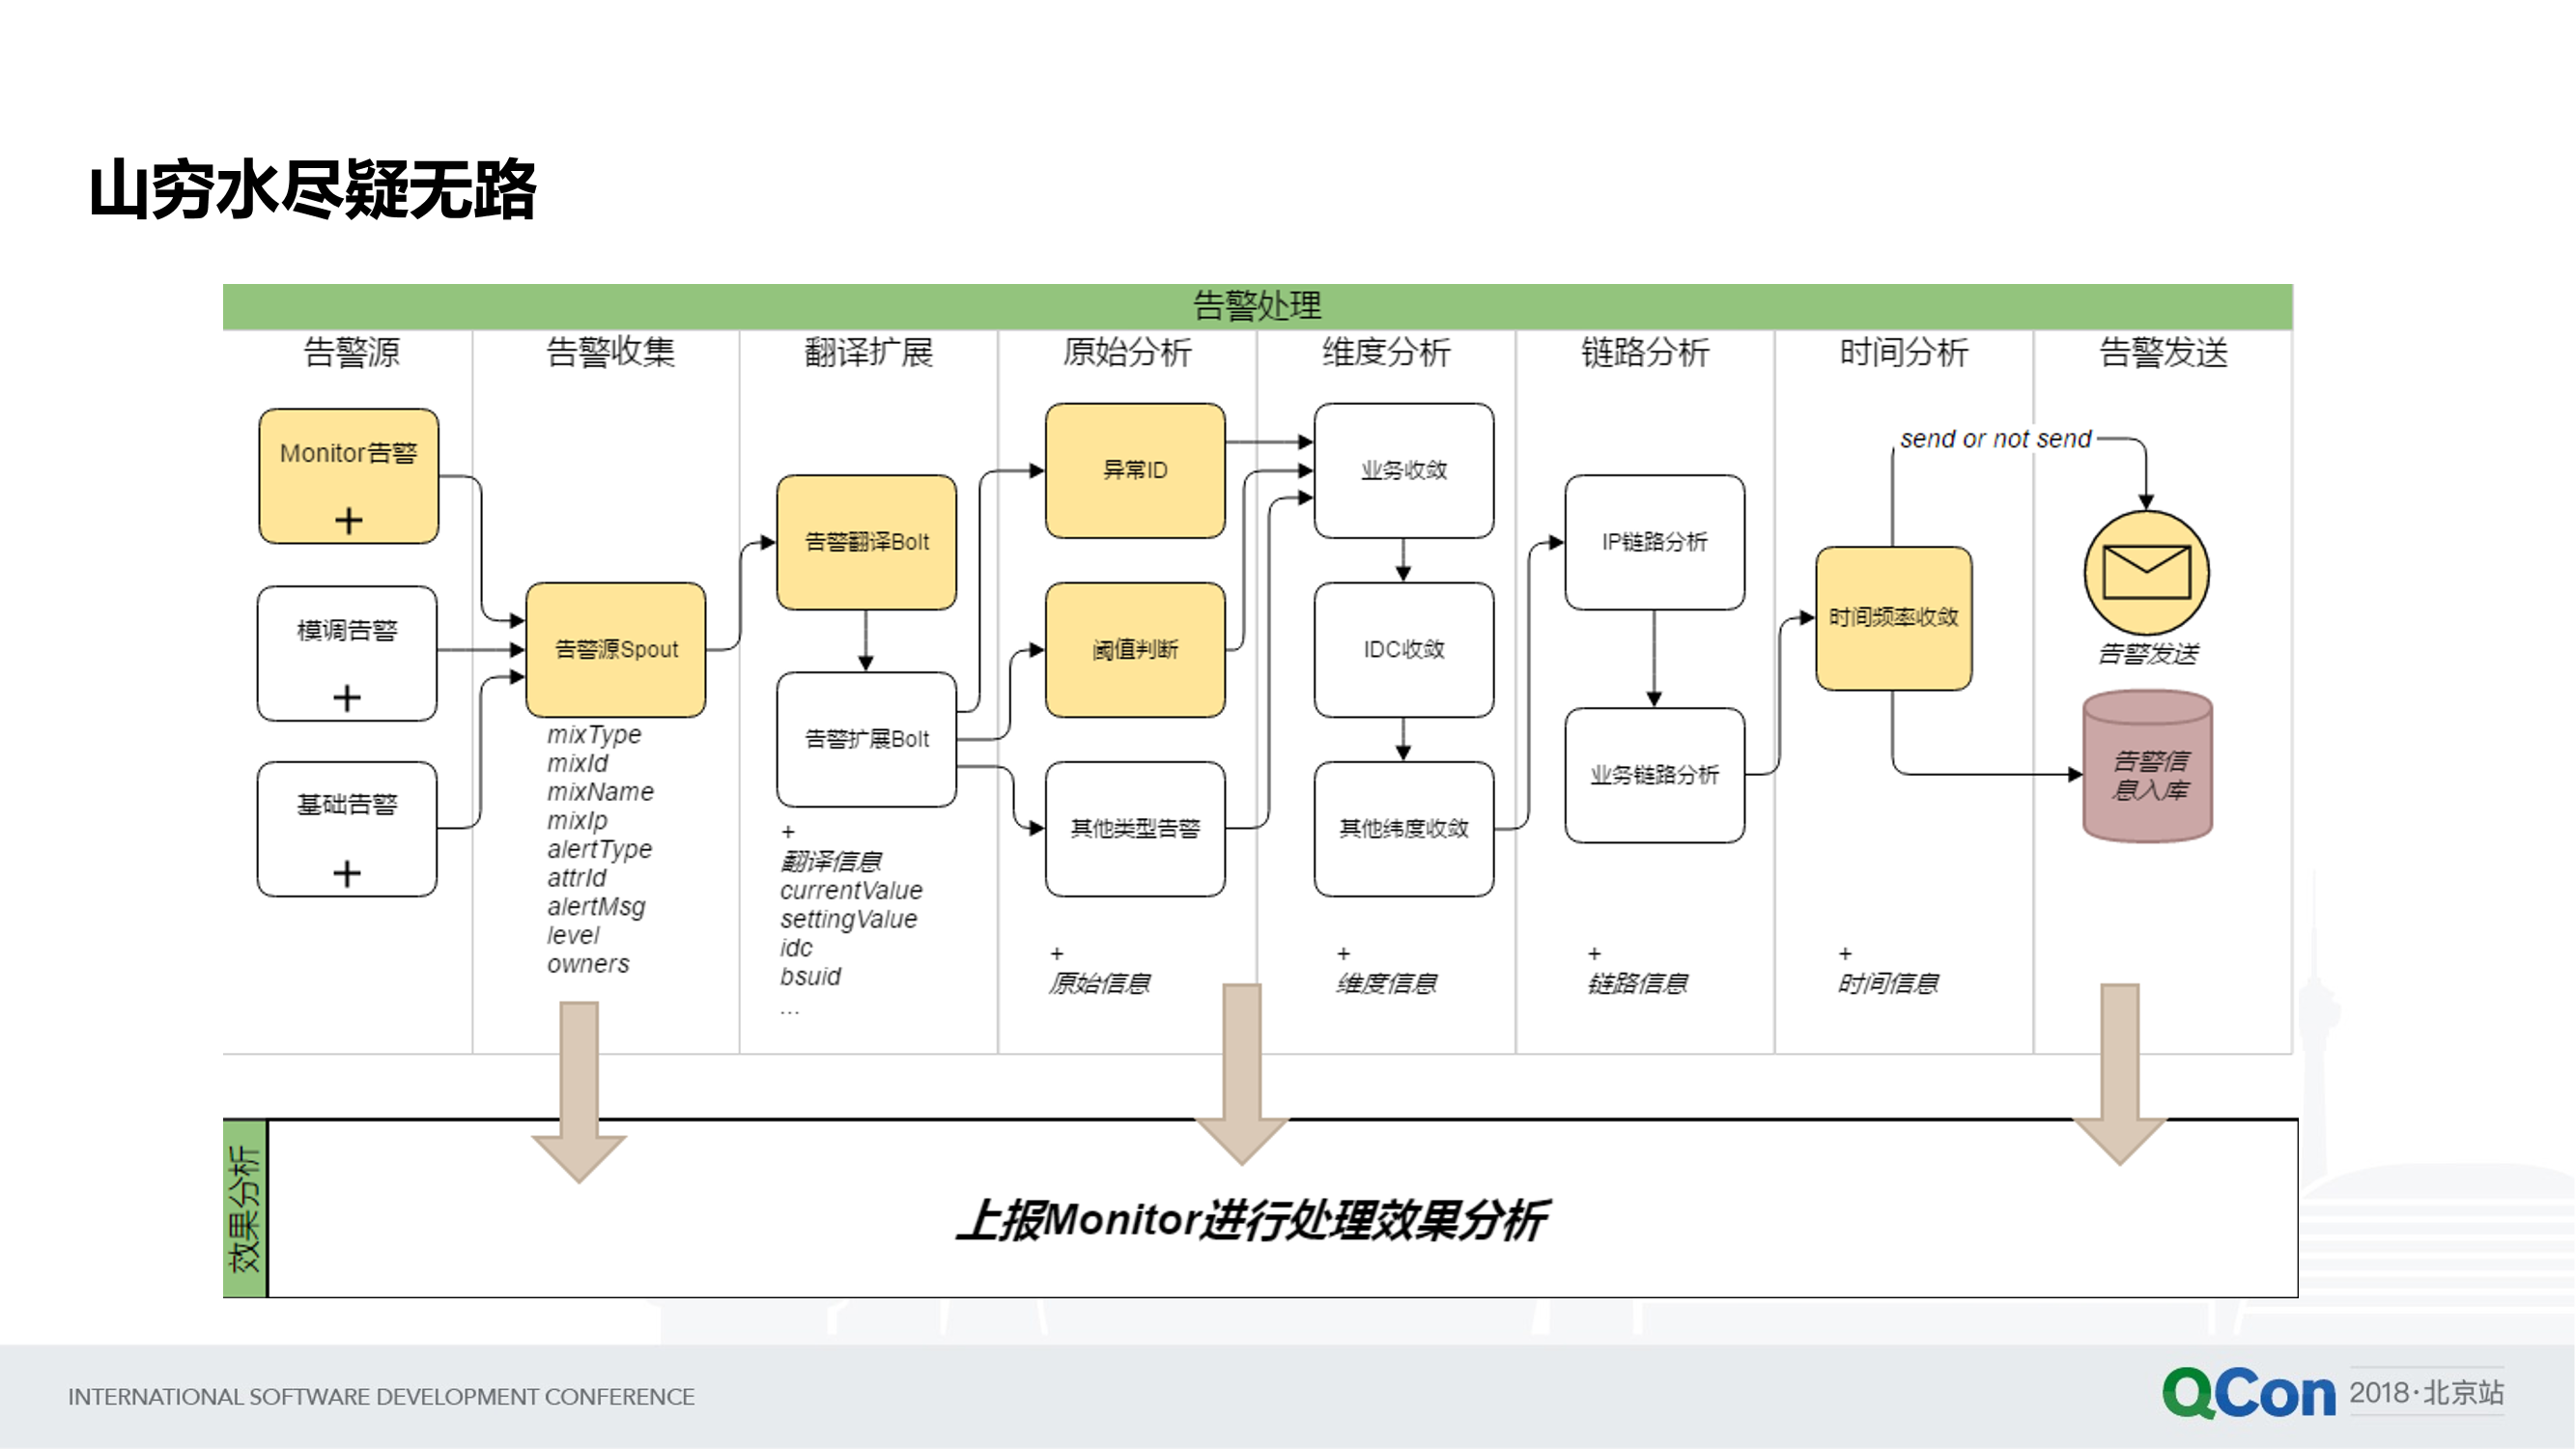 山穷水尽疑无路
告警处理
告警源
告警收集
翻译扩展
原始分析
维度分析
链路分析
时间分析
告警发送
Monitor告警
+
模调告警
+
基础告警
+
告警源Spout
mixType
mixId
mixName
mixIp
alertType
attrId
alertMsg
level
owners
告警翻译Bolt
告警扩展Bolt
+
翻译信息
currentValue
settingValue
idc
bsuid
...
异常ID
阈值判断
其他类型告警
+
原始信息
业务收敛
IDC收敛
其他纬度收敛
+
维度信息
IP链路分析
业务链路分析
+
链路信息
send or not send
时间频率收敛
+
时间信息
告警发送
告警信
息入库
效果分析
上报Monitor进行处理效果分析
INTERNATIONAL SOFTWARE DEVELOPMENT CONFERENCE
QCon 2018·北京站